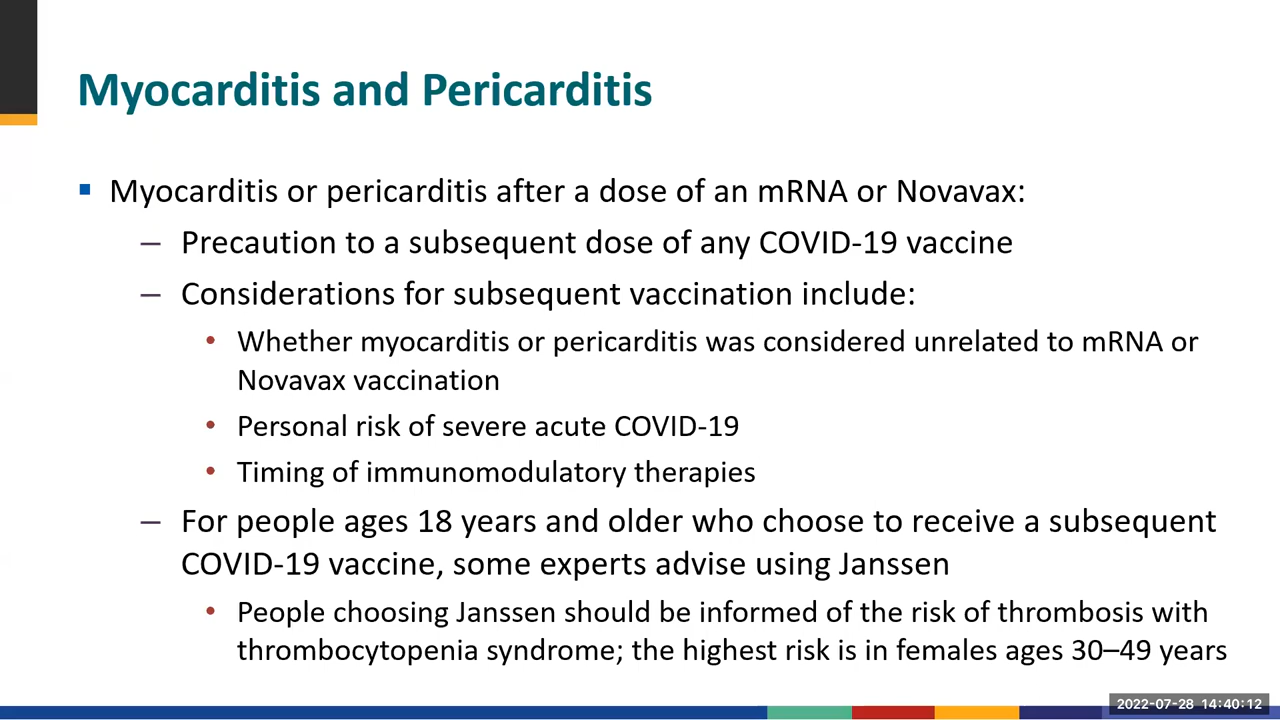 Myocarditis and Pericarditis
▪ Myocarditis or pericarditis after a dose of an mRNA or Novavax:
– Precaution to a subsequent dose of any COVID-19 vaccine
– Considerations for subsequent vaccination include:
• Whether myocarditis or pericarditis was considered unrelated to mRNA or
Novavax vaccination
• Personal risk of severe acute COVID-19
• Timing of immunomodulatory therapies
– For people ages 18 years and older who choose to receive a subsequent
COVID-19 vaccine, some experts advise using Janssen
• People choosing Janssen should be informed of the risk of thrombosis with
thrombocytopenia syndrome; the highest risk is in females ages 30–49 years
2022-07-28 14:40:12